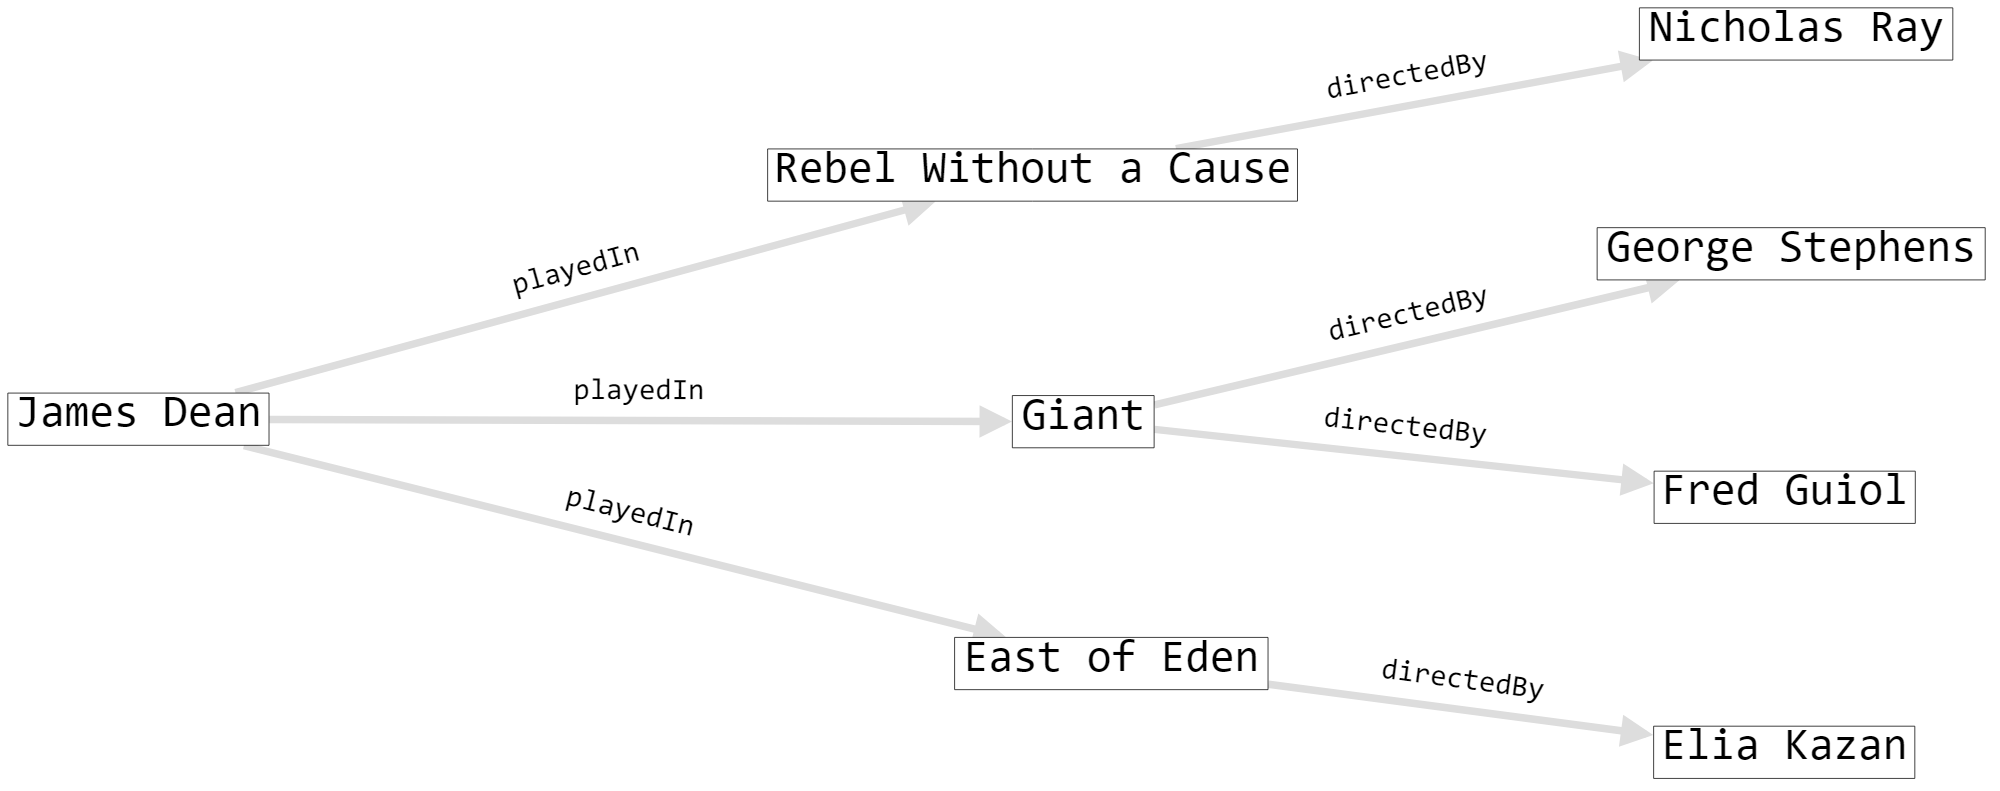 Nicholas Ray
directedBy
Rebel Without a Cause
George Stephens
playedIn
directedBy
playedIn
James Dean
Giant
directedBy
Fred Guiol
playedIn
East of Eden
directedBy
Elia Kazan